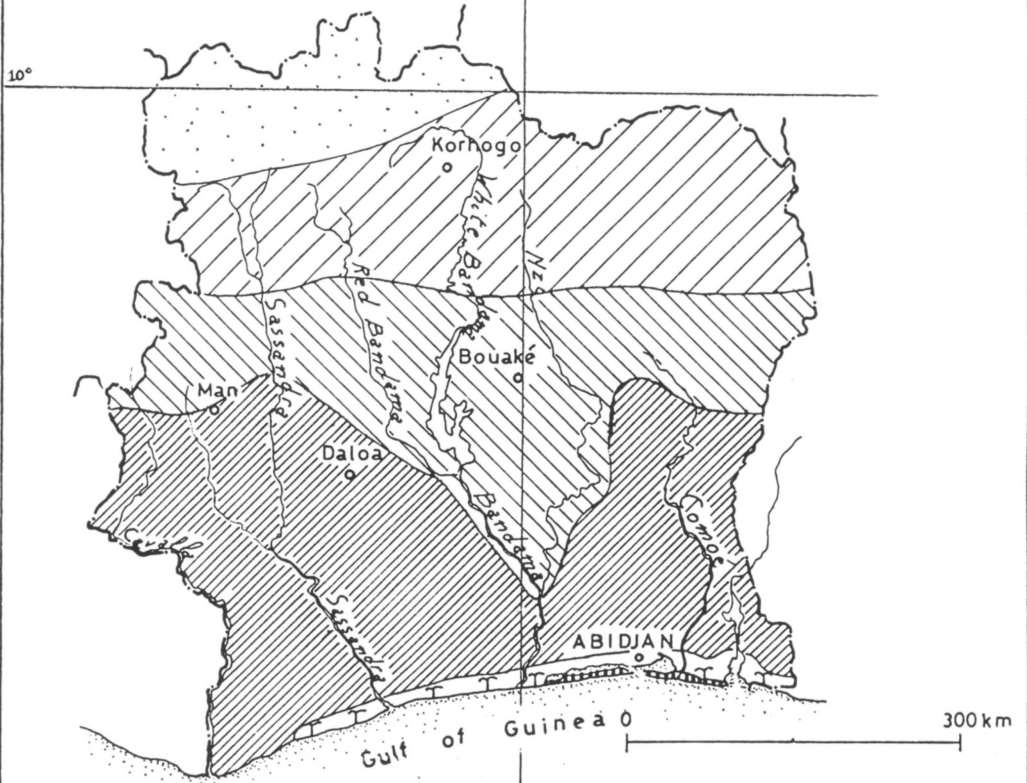 10°
Korhogo
White Bandama
Nzo
Red Bandama
Sassandra
Bouaké
Man
Daloa
Bandama
Comoé
Cavally
Sassandra
ABIDJAN
Gulf of Guinea
0 300 km